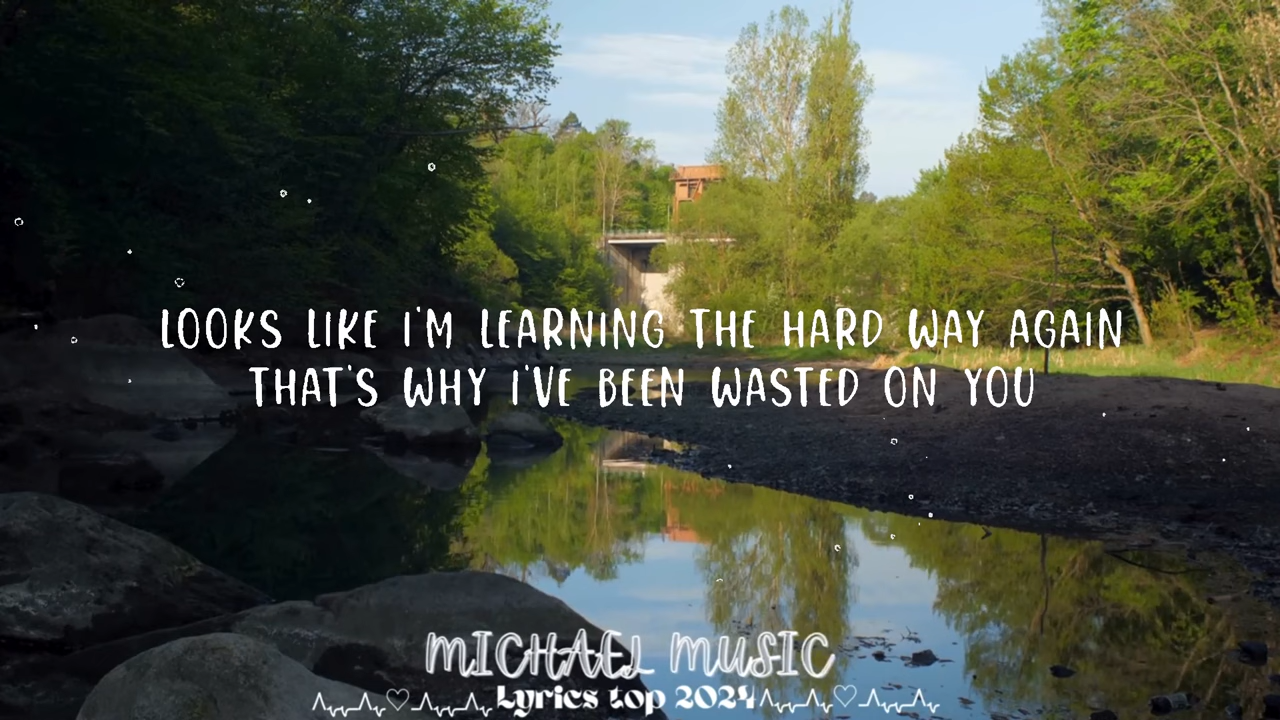 LOOKS LIKE I'M LEARNING THE HARD WAY AGAIN
THAT'S WHY I'VE BEEN WASTED ON YOU
MICHAEL MUSIC
Lyrics top 2024